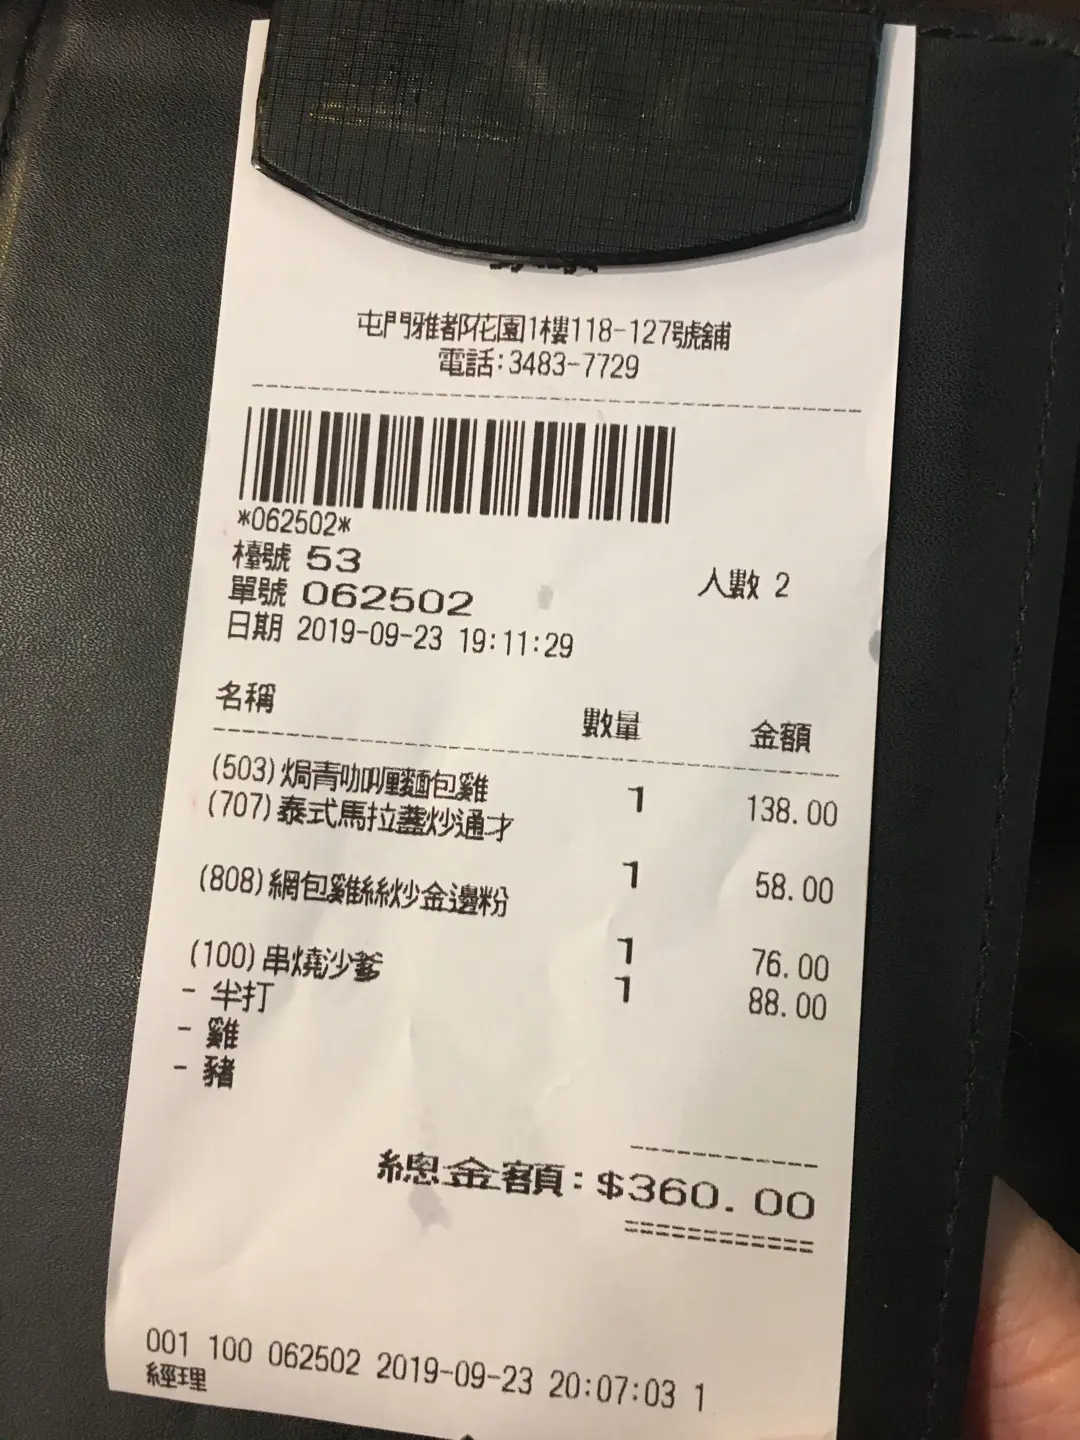 屯門雅都花園1樓118-127號舖
電話:3483-7729
*062502*
檯號 53
人數 2
單號 062502
日期 2019-09-23 19:11:29
名稱 數量 金額
(503)焗青咖喱麵包雞 1 138.00
(707)泰式馬拉盞炒通才 1 58.00
(808)網包雞絲炒金邊粉 1 76.00
(100)串燒沙爹 1 88.00
- 半打
- 雞
- 豬
總金額:$360.00
001 100 062502 2019-09-23 20:07:03 1
經理